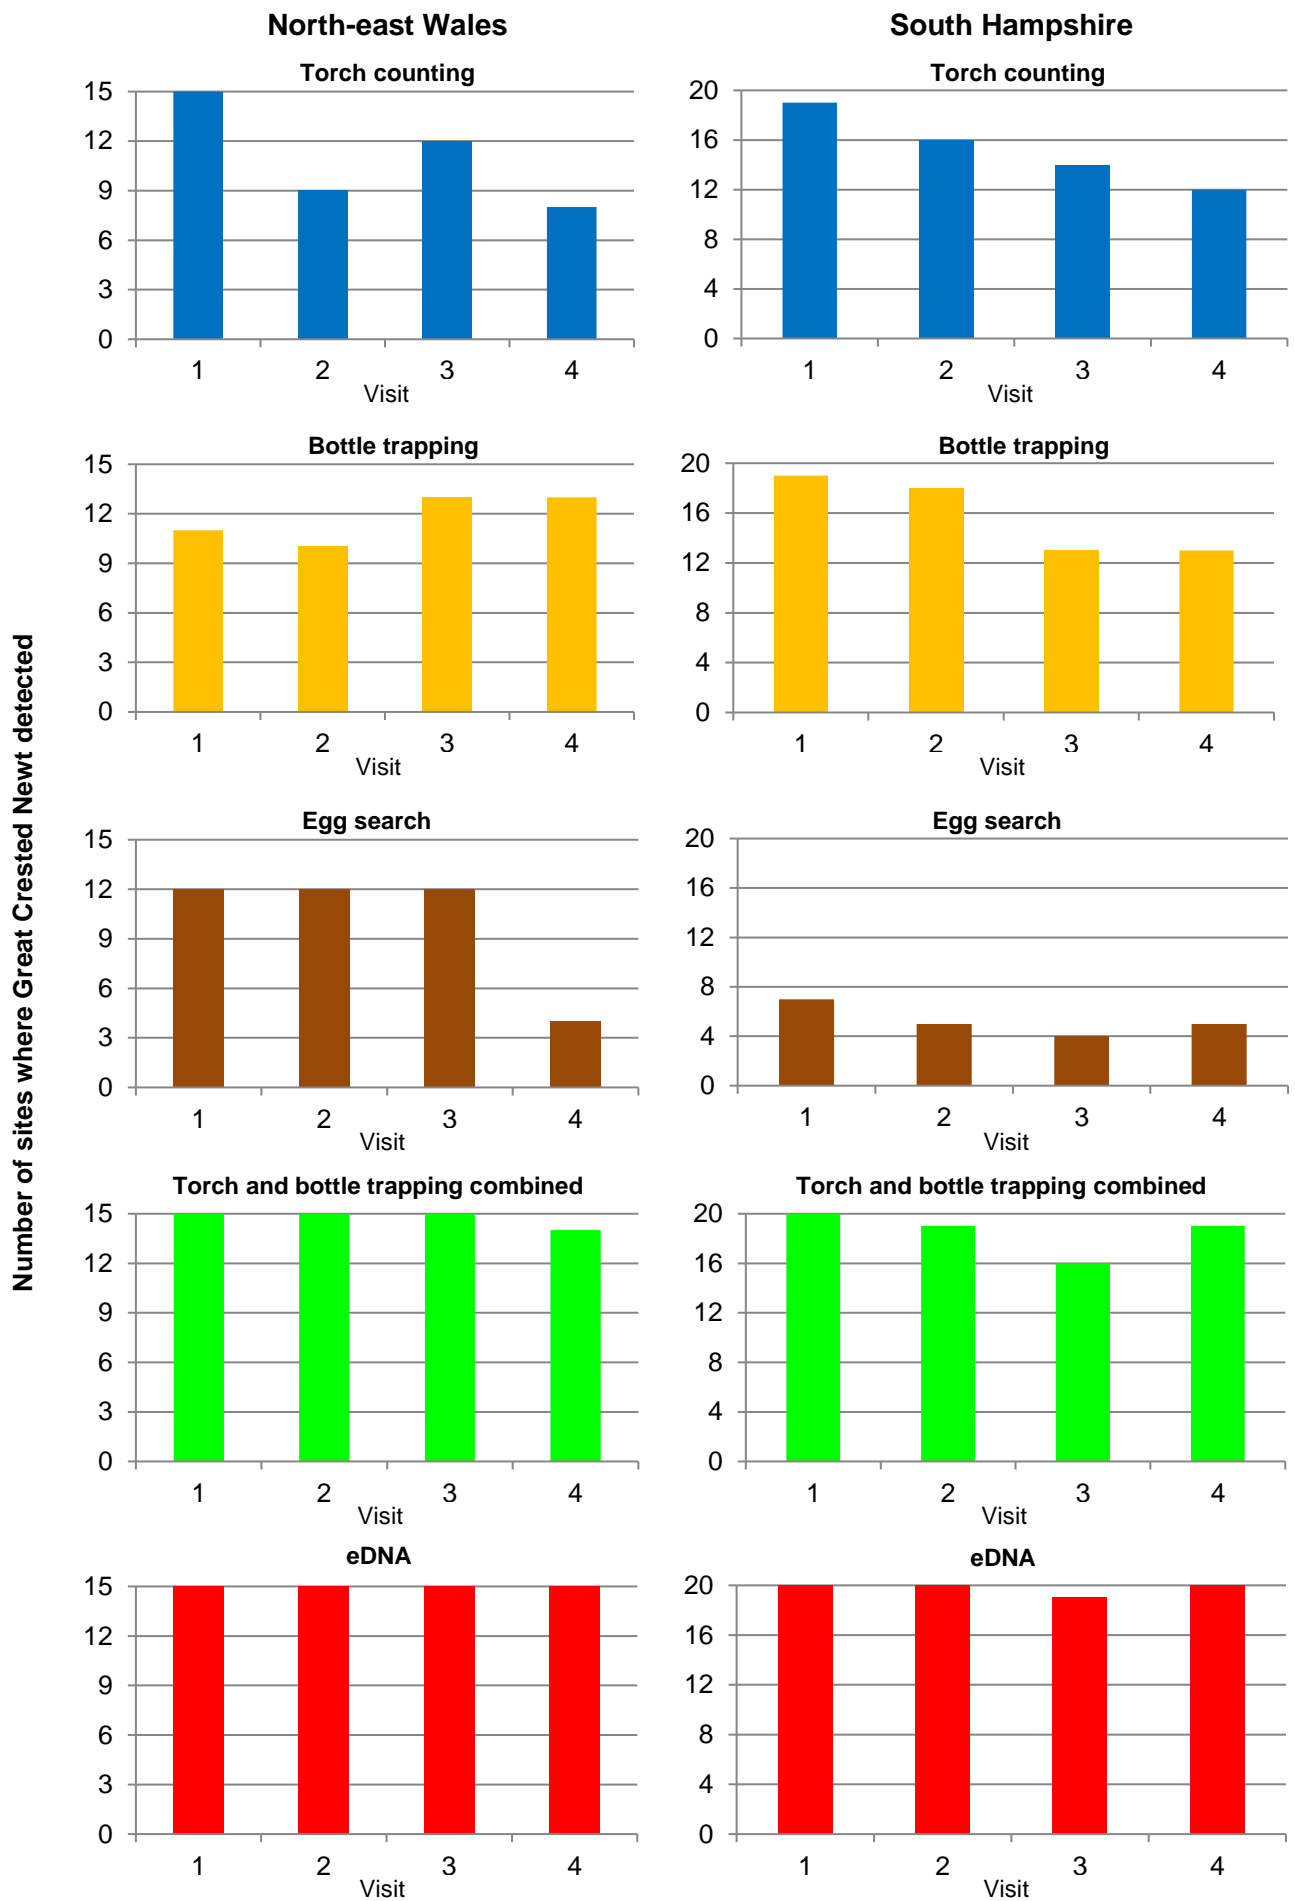 North-east Wales
South Hampshire
Number of sites where Great Crested Newt detected
Torch counting
15
12
9
6
3
0
1 2 3 4
Visit
Torch counting
20
16
12
8
4
0
1 2 3 4
Visit
Bottle trapping
15
12
9
6
3
0
1 2 3 4
Visit
Bottle trapping
20
16
12
8
4
0
1 2 3 4
Visit
Egg search
15
12
9
6
3
0
1 2 3 4
Visit
Egg search
20
16
12
8
4
0
1 2 3 4
Visit
Torch and bottle trapping combined
15
12
9
6
3
0
1 2 3 4
Visit
Torch and bottle trapping combined
20
16
12
8
4
0
1 2 3 4
Visit
eDNA
15
12
9
6
3
0
1 2 3 4
Visit
eDNA
20
16
12
8
4
0
1 2 3 4
Visit